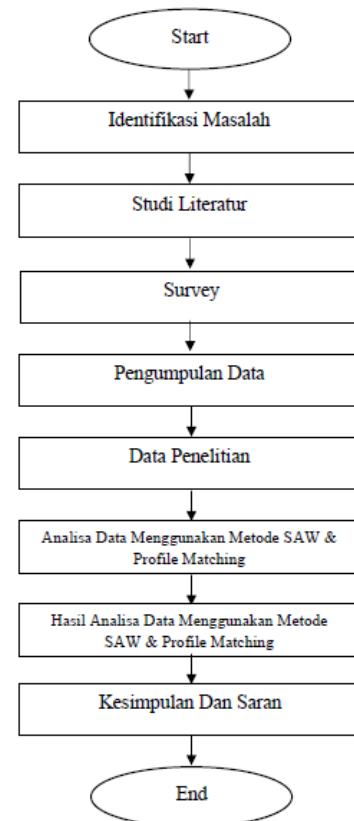 Start
Identifikasi Masalah
Studi Literatur
Survey
Pengumpulan Data
Data Penelitian
Analisa Data Menggunakan Metode SAW &
Profile Matching
Hasil Analisa Data Menggunakan Metode
SAW & Profile Matching
Kesimpulan Dan Saran
End